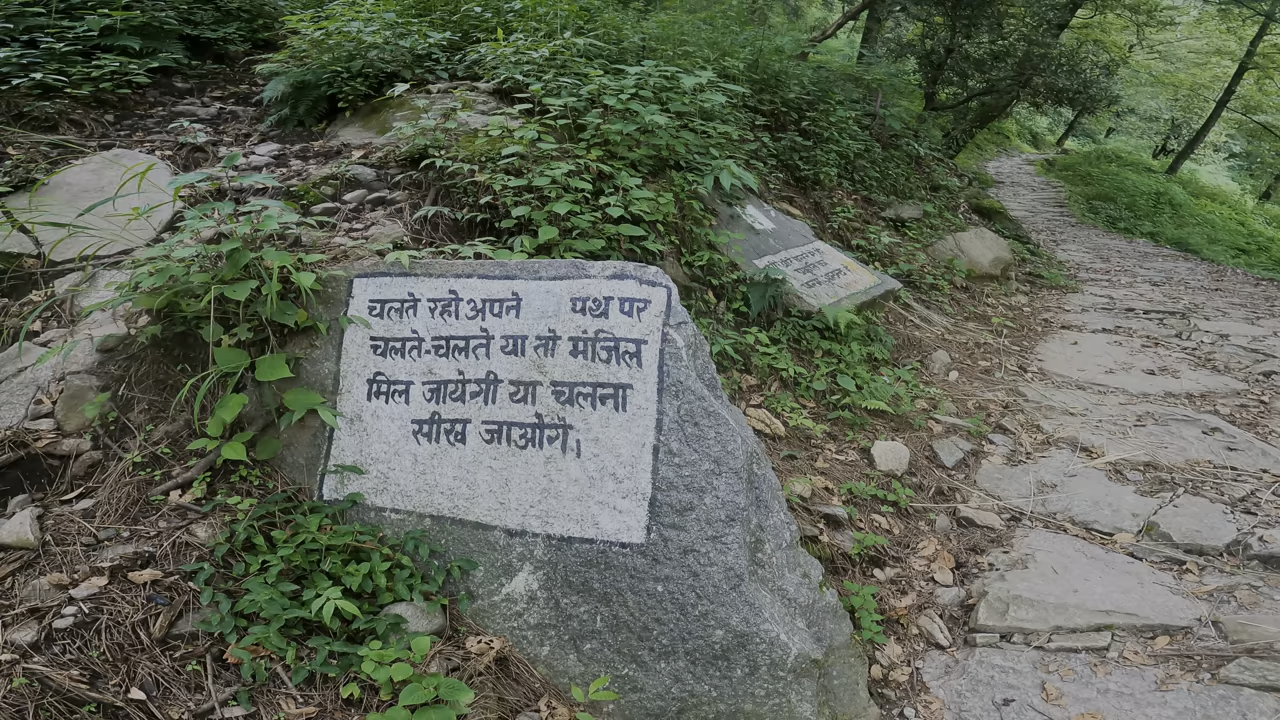 चलते रहो अपने पथ पर
चलते-चलते या तो मंजिल
मिल जायेगी या चलना
सीख जाओगे।